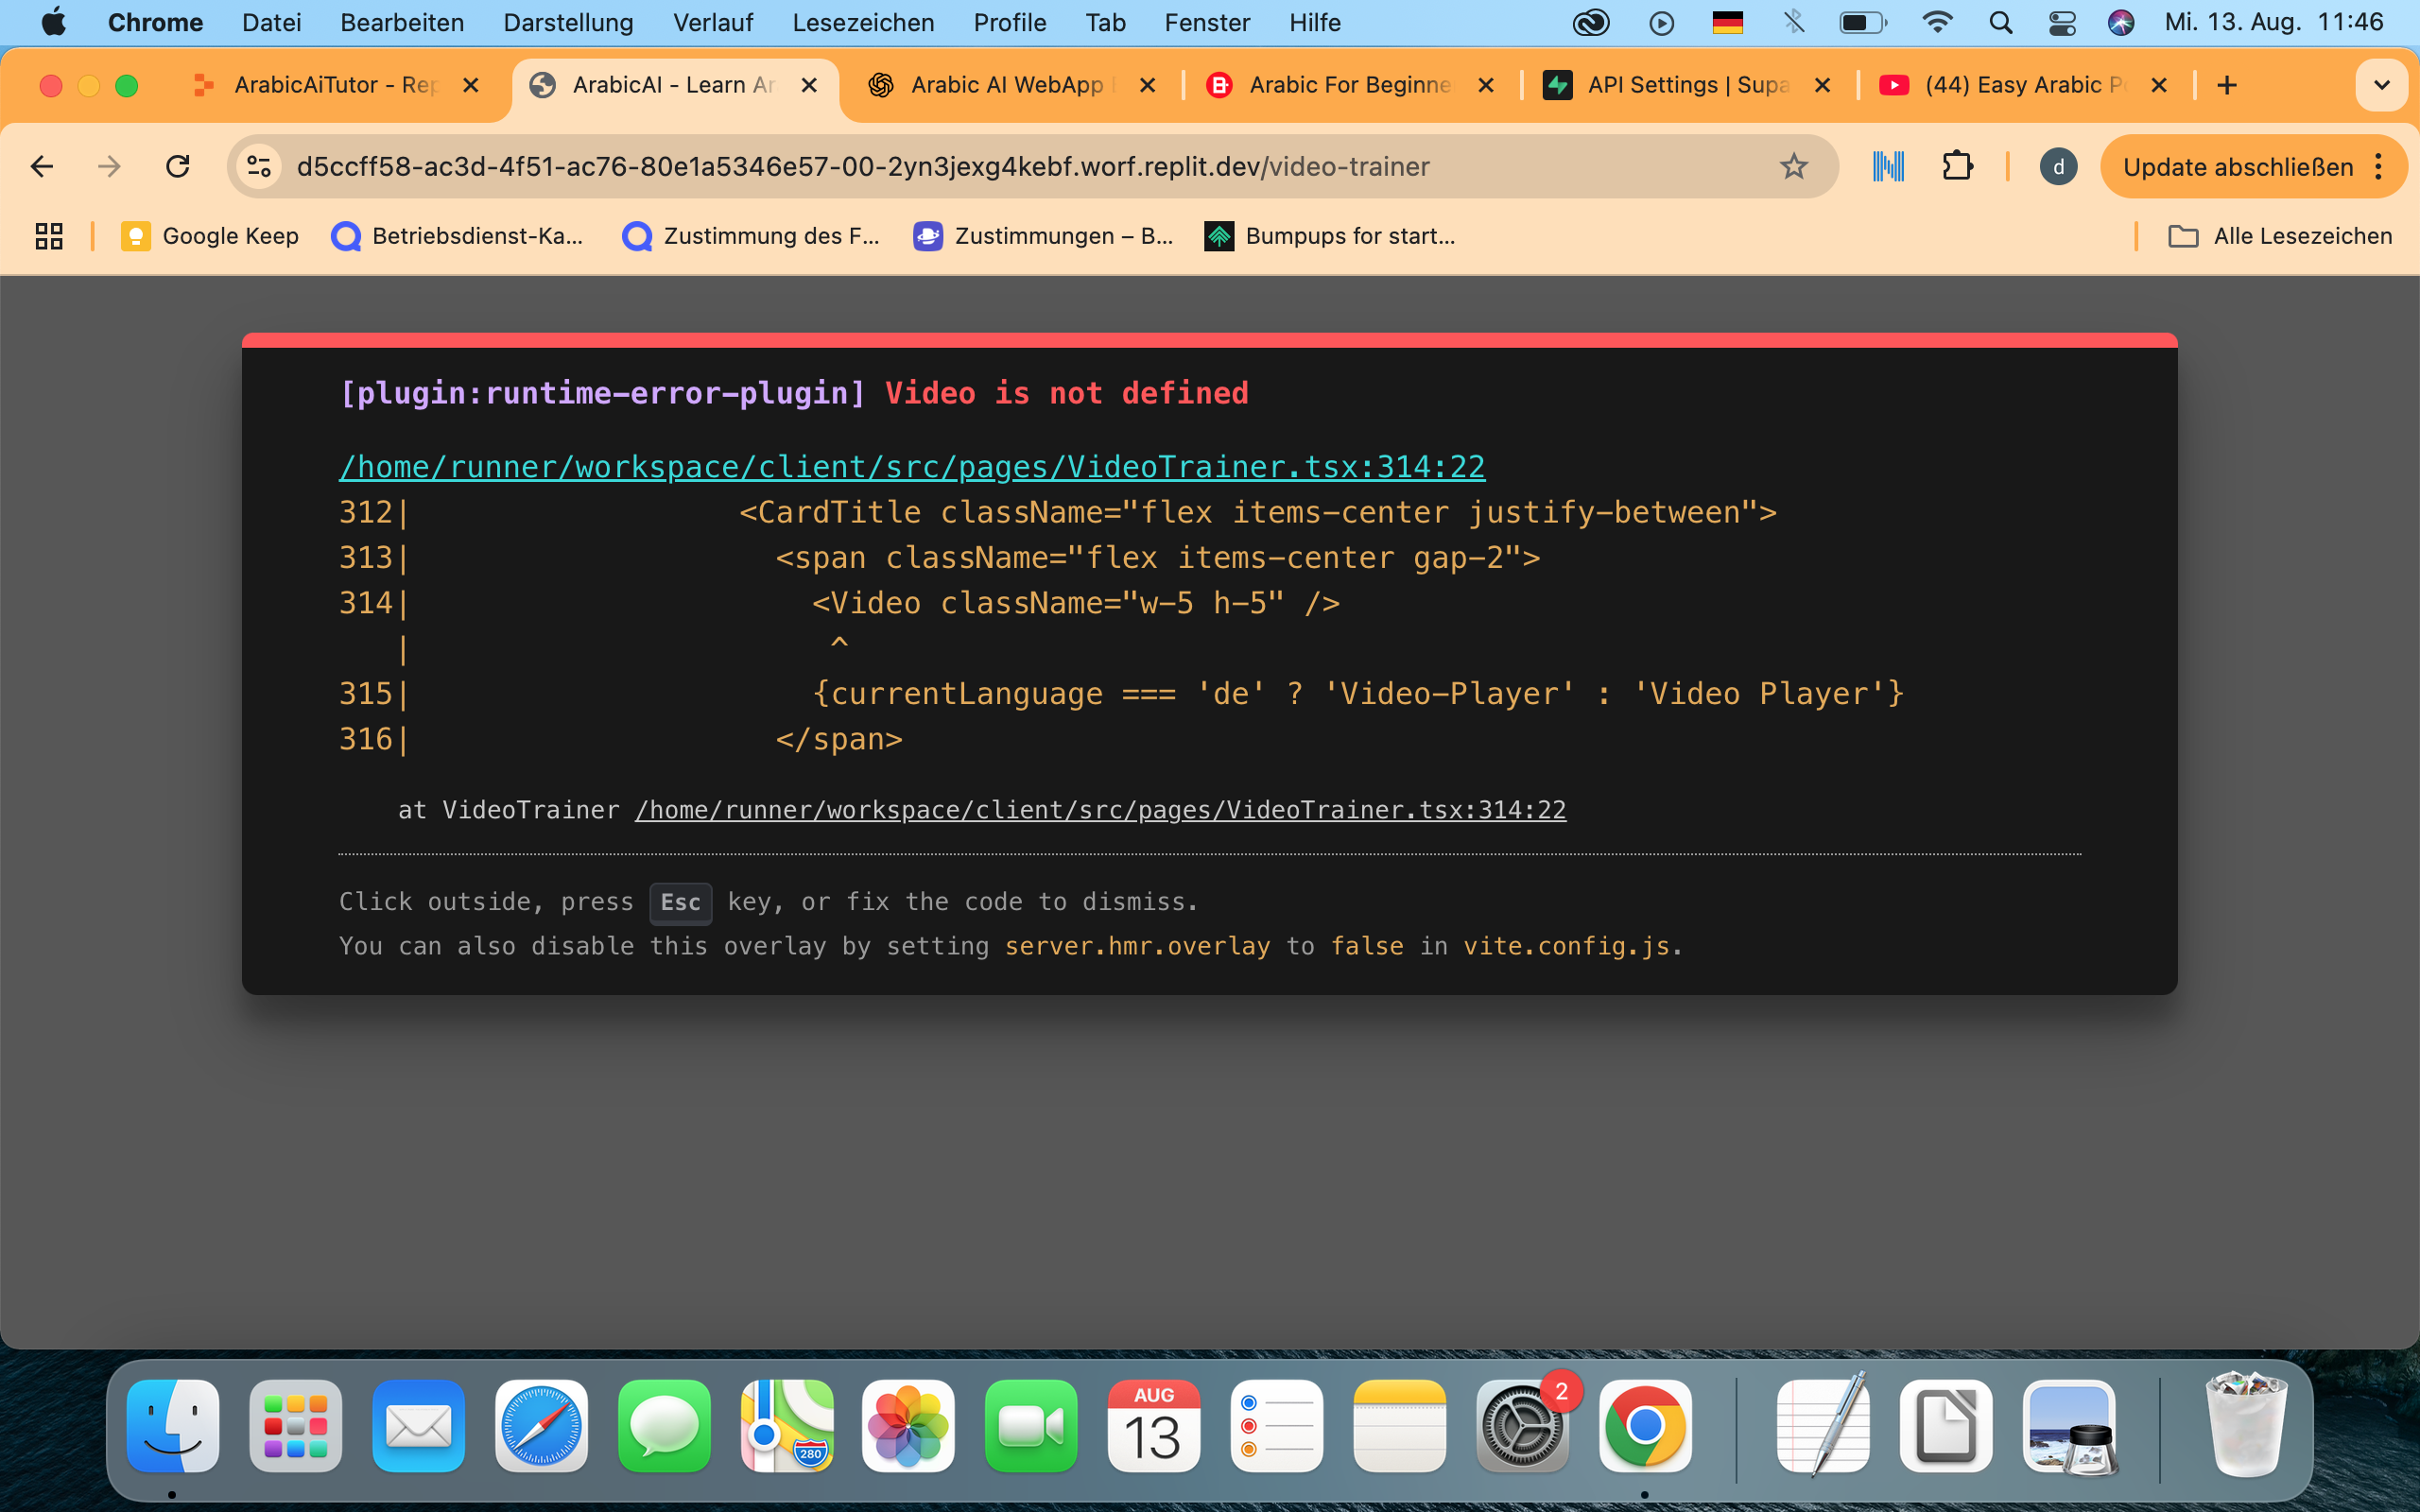 Chrome Datei Bearbeiten Darstellung Verlauf Lesezeichen Profile Tab Fenster Hilfe Mi. 13. Aug. 11:46
ArabicAiTutor - Rep ArabicAI - Learn Ar Arabic AI WebApp Arabic For Beginne API Settings | Supa (44) Easy Arabic P
d5ccff58-ac3d-4f51-ac76-80e1a5346e57-00-2yn3jexg4kebf.worf.replit.dev/video-trainer d Update abschließen
Google Keep Betriebsdienst-Ka... Zustimmung des F... Zustimmungen – B... Bumpups for start... Alle Lesezeichen
[plugin:runtime-error-plugin] Video is not defined
/home/runner/workspace/client/src/pages/VideoTrainer.tsx:314:22
312| <CardTitle className="flex items-center justify-between">
313| <span className="flex items-center gap-2">
314| <Video className="w-5 h-5" />
| ^
315| {currentLanguage === 'de' ? 'Video-Player' : 'Video Player'}
316| </span>
at VideoTrainer /home/runner/workspace/client/src/pages/VideoTrainer.tsx:314:22
Click outside, press Esc key, or fix the code to dismiss.
You can also disable this overlay by setting server.hmr.overlay to false in vite.config.js.
280 AUG 13 2